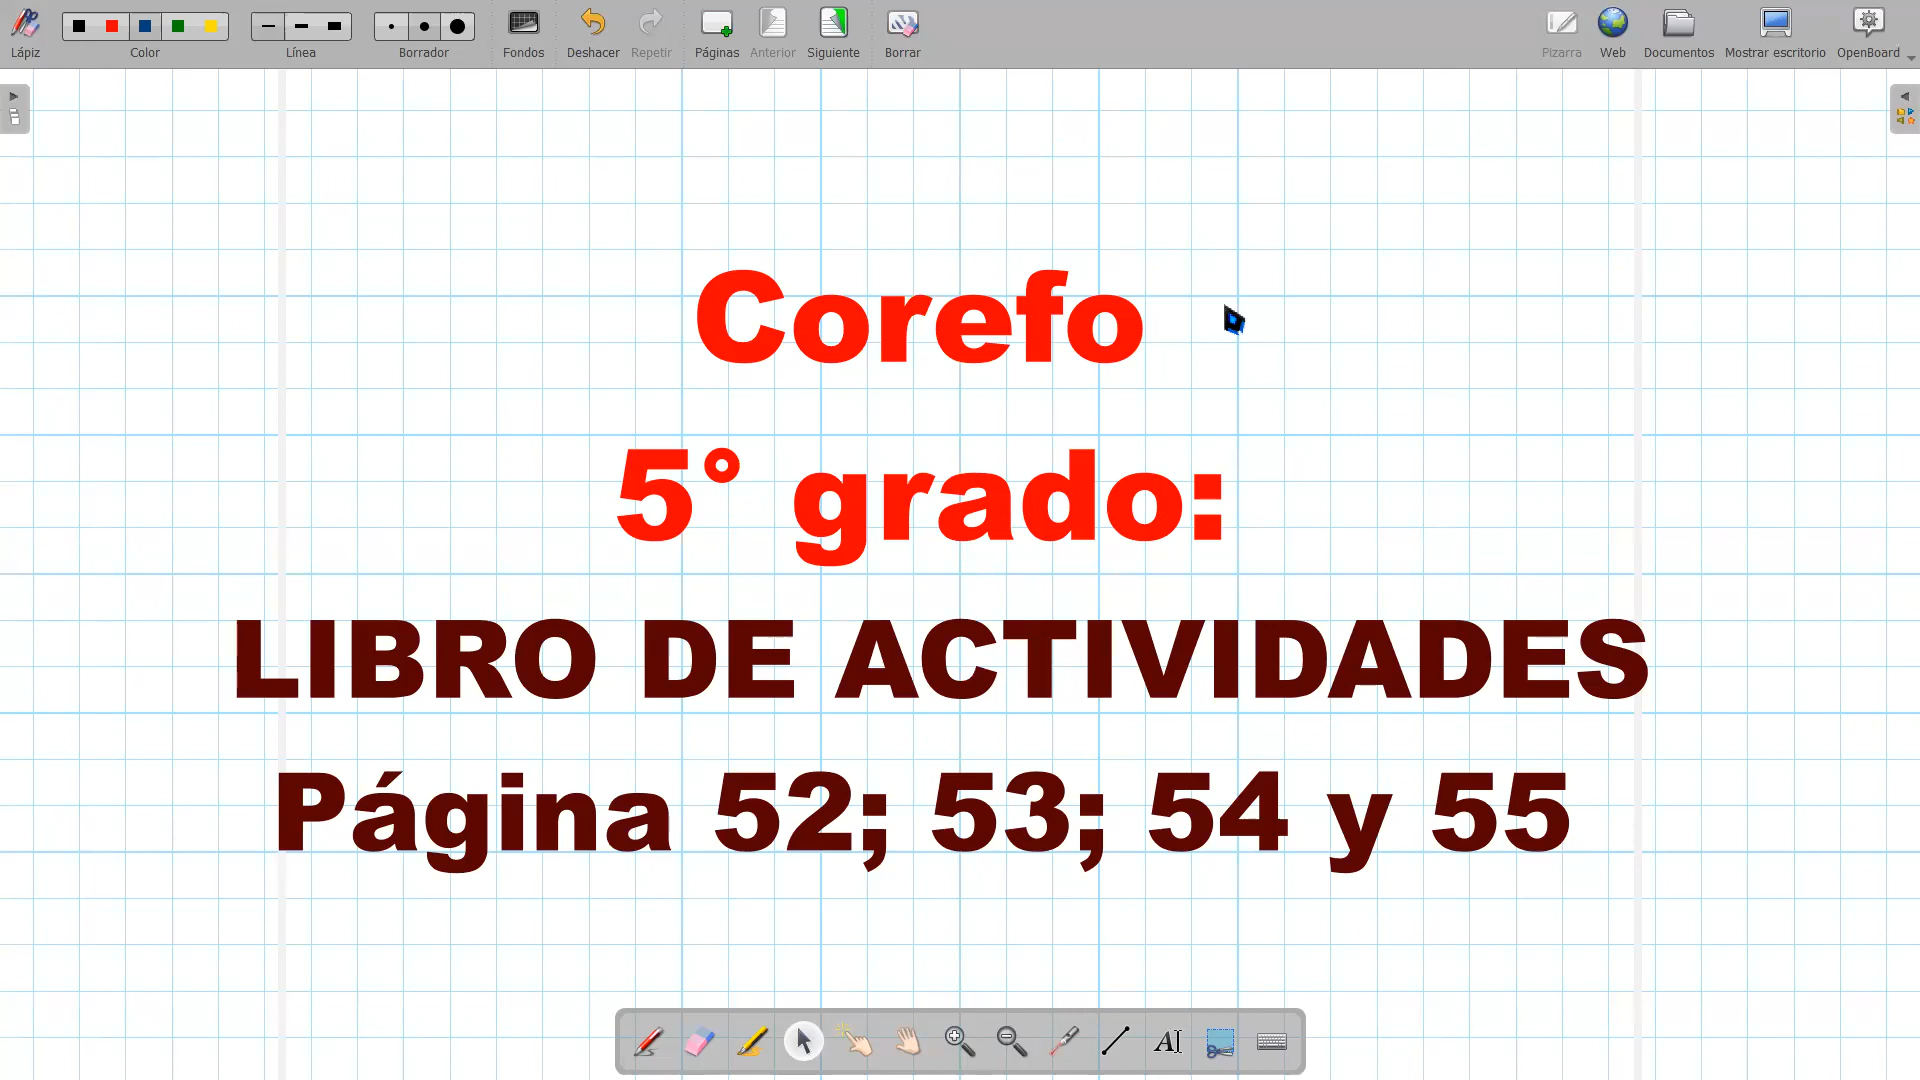 Lápiz Color Línea Borrador Fondos Deshacer Repetir Páginas Anterior Siguiente Borrar Pizarra Web Documentos Mostrar escritorio OpenBoard
Corefo
5° grado:
LIBRO DE ACTIVIDADES
Página 52; 53; 54 y 55